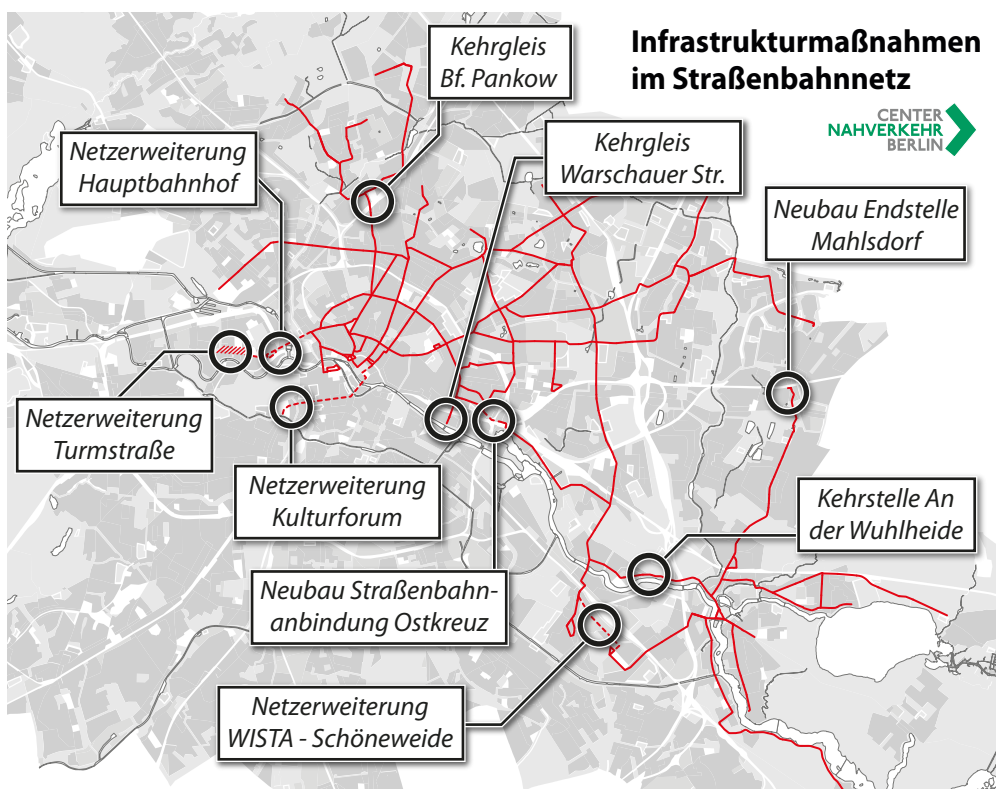 Infrastrukturmaßnahmen
im Straßenbahnnetz
CENTER
NAHVERKEHR
BERLIN
Kehrgleis
Bf. Pankow
Netzerweiterung
Hauptbahnhof
Kehrgleis
Warschauer Str.
Neubau Endstelle
Mahlsdorf
Netzerweiterung
Turmstraße
Netzerweiterung
Kulturforum
Kehrstelle An
der Wuhlheide
Neubau Straßenbahn-
anbindung Ostkreuz
Netzerweiterung
WISTA - Schöneweide